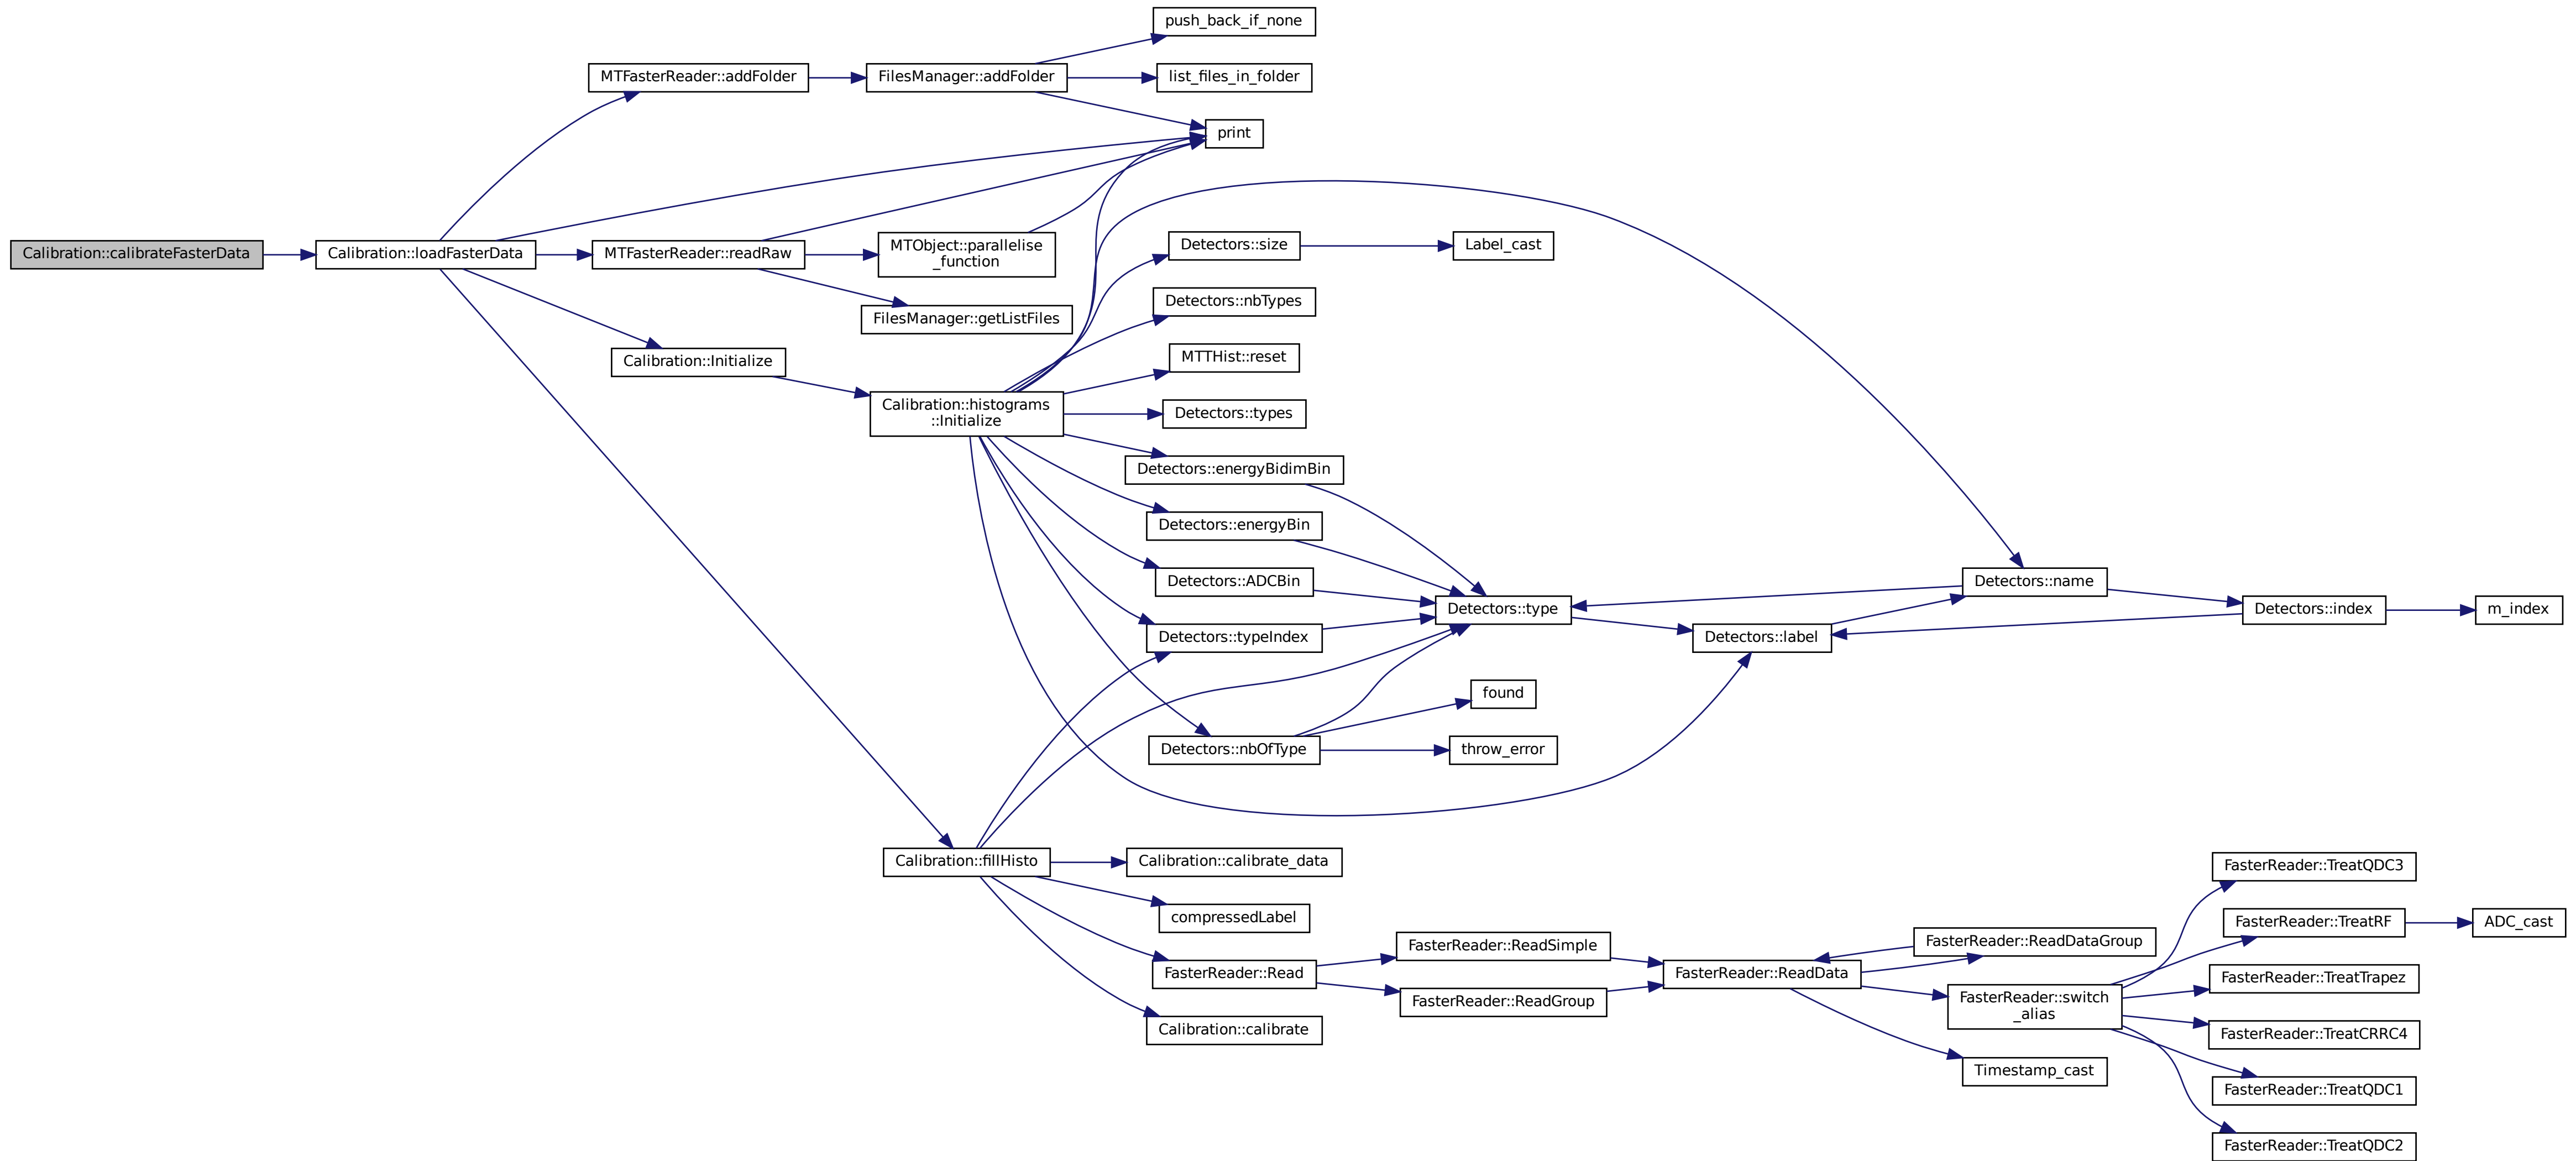 push_back_if_none
MTFasterReader::addFolder
FilesManager::addFolder
list_files_in_folder
print
Calibration::calibrateFasterData
Calibration::loadFasterData
MTFasterReader::readRaw
MTObject::parallelise
_function
Detectors::size
Label_cast
FilesManager::getListFiles
Detectors::nbTypes
Calibration::Initialize
MTTHist::reset
Calibration::histograms
::Initialize
Detectors::types
Detectors::energyBidimBin
Detectors::energyBin
Detectors::ADCBin
Detectors::name
Detectors::type
Detectors::index
m_index
Detectors::typeIndex
Detectors::label
found
Detectors::nbOfType
throw_error
Calibration::fillHisto
Calibration::calibrate_data
FasterReader::TreatQDC3
compressedLabel
FasterReader::TreatRF
ADC_cast
FasterReader::ReadSimple
FasterReader::ReadDataGroup
FasterReader::Read
FasterReader::ReadData
FasterReader::TreatTrapez
FasterReader::ReadGroup
FasterReader::switch
_alias
Calibration::calibrate
FasterReader::TreatCRRC4
Timestamp_cast
FasterReader::TreatQDC1
FasterReader::TreatQDC2